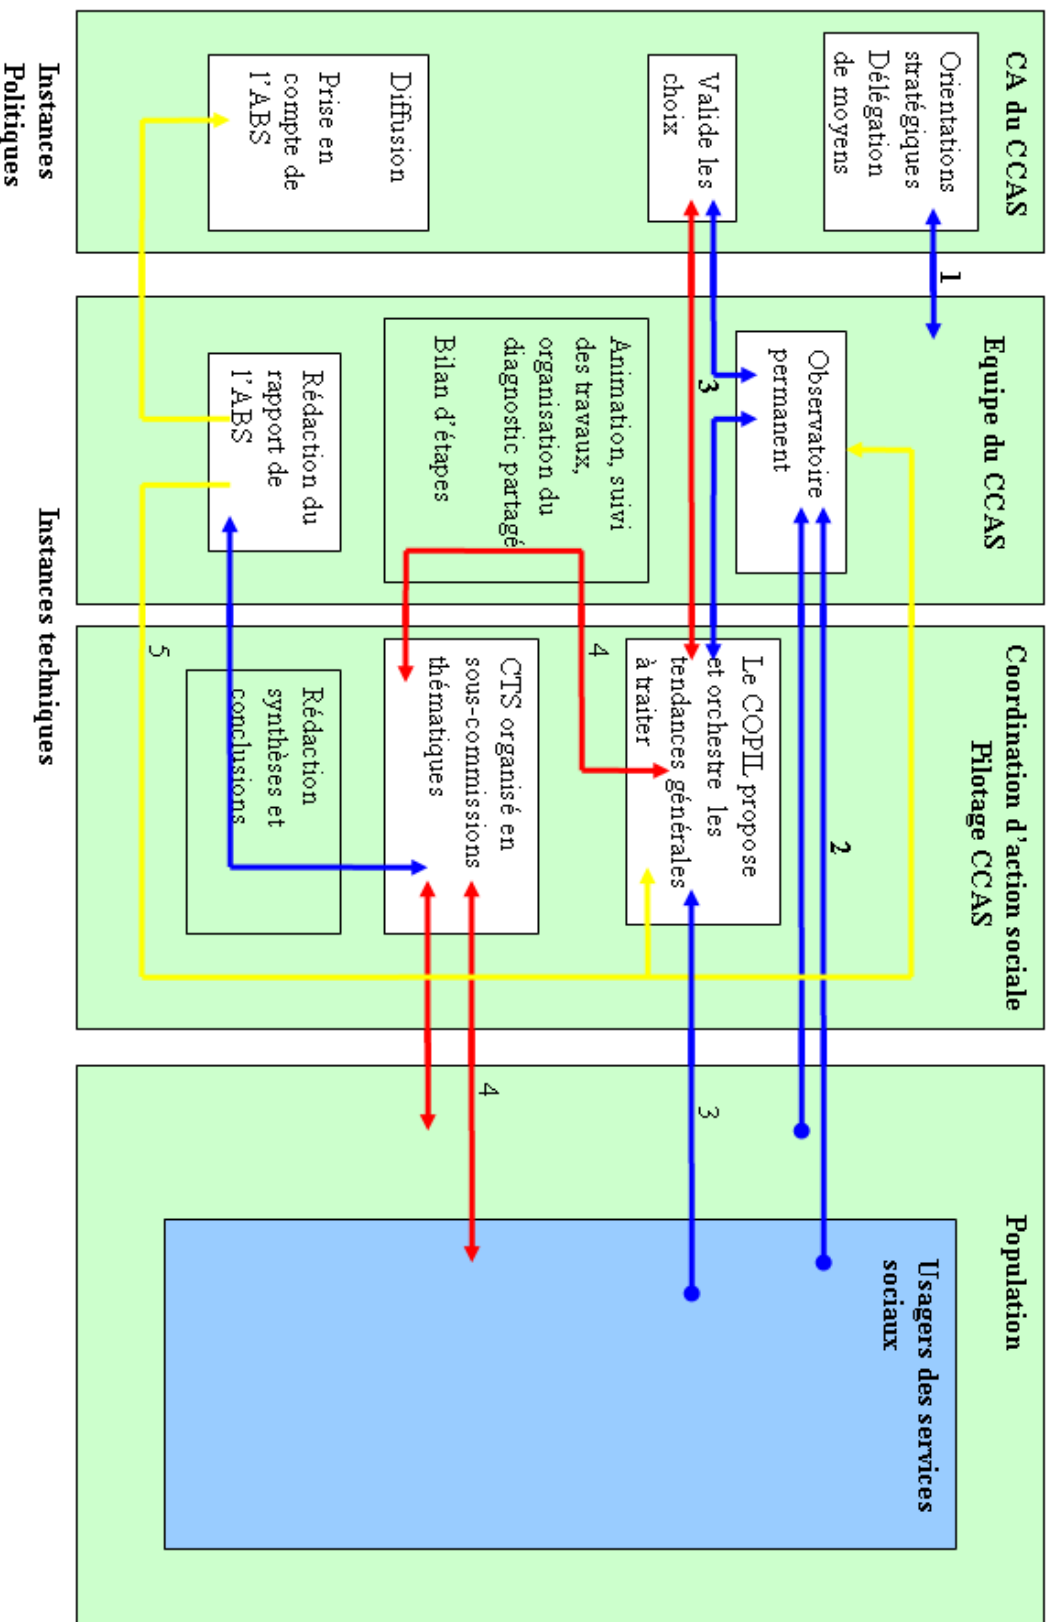 CA du CCAS
Orientations
stratégiques
Délégation
de moyens
Valide les
choix
Diffusion
Prise en
compte de
l'ABS
Instances
Politiques
1
Equipe du CCAS
Observatoire
permanent
3
Animation, suivi
des travaux,
organisation du
diagnostic partagé
Bilan d'étapes
Rédaction du
rapport de
l'ABS
Instances techniques
Coordination d'action sociale
Pilotage CCAS
2
Le COPIL propose
et orchestre les
tendances générales
à traiter
4
CTS organisé en
sous-commissions
thématiques
Rédaction
synthèses et
conclusions
5
Population
Usagers des services
sociaux
3
4